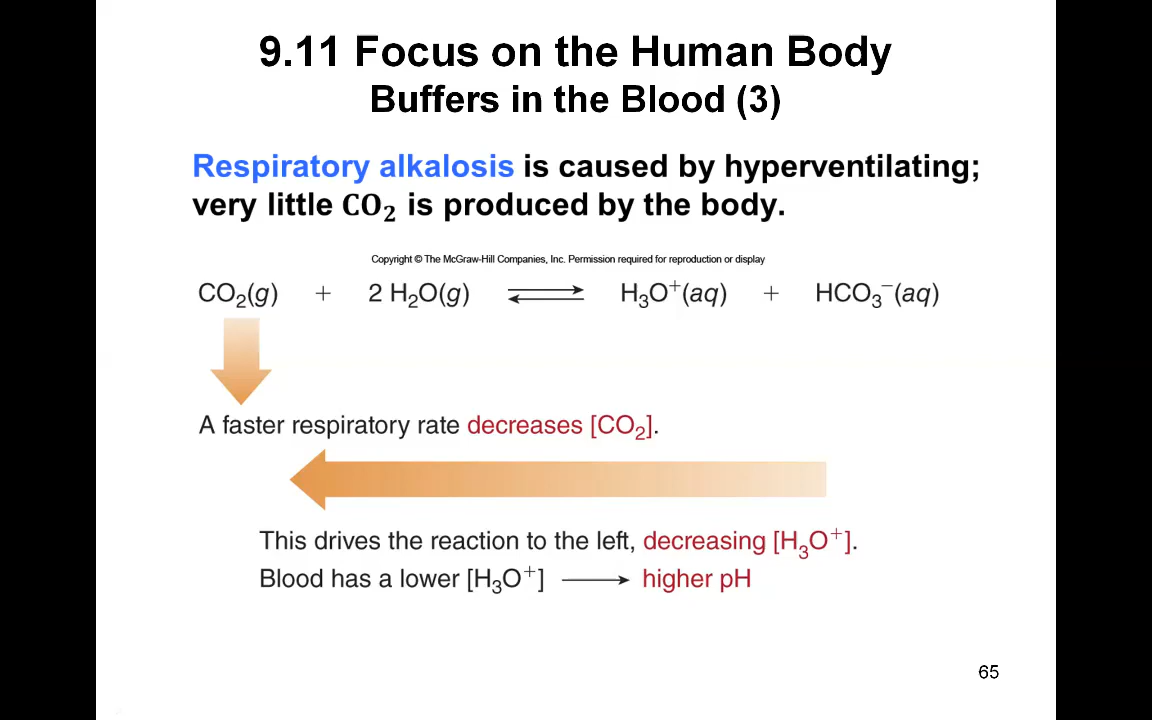 9.11 Focus on the Human Body
Buffers in the Blood (3)
Respiratory alkalosis is caused by hyperventilating;
very little CO₂ is produced by the body.
Copyright © The McGraw-Hill Companies, Inc. Permission required for reproduction or display
CO₂(g) + 2 H₂O(g) ⇌ H₃O⁺(aq) + HCO₃⁻(aq)
A faster respiratory rate decreases [CO₂].
This drives the reaction to the left, decreasing [H₃O⁺].
Blood has a lower [H₃O⁺] → higher pH
65